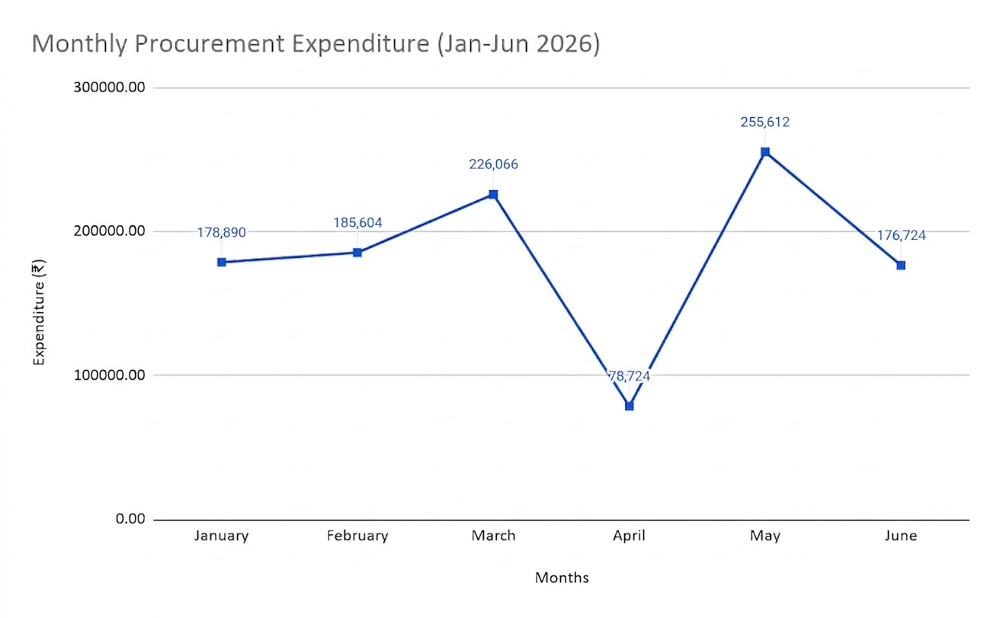 Monthly Procurement Expenditure (Jan-Jun 2026)
300000.00
255,612
226,066
200000.00
178,890
185,604
176,724
Expenditure (₹)
100000.00
78,724
0.00
January February March April May June
Months